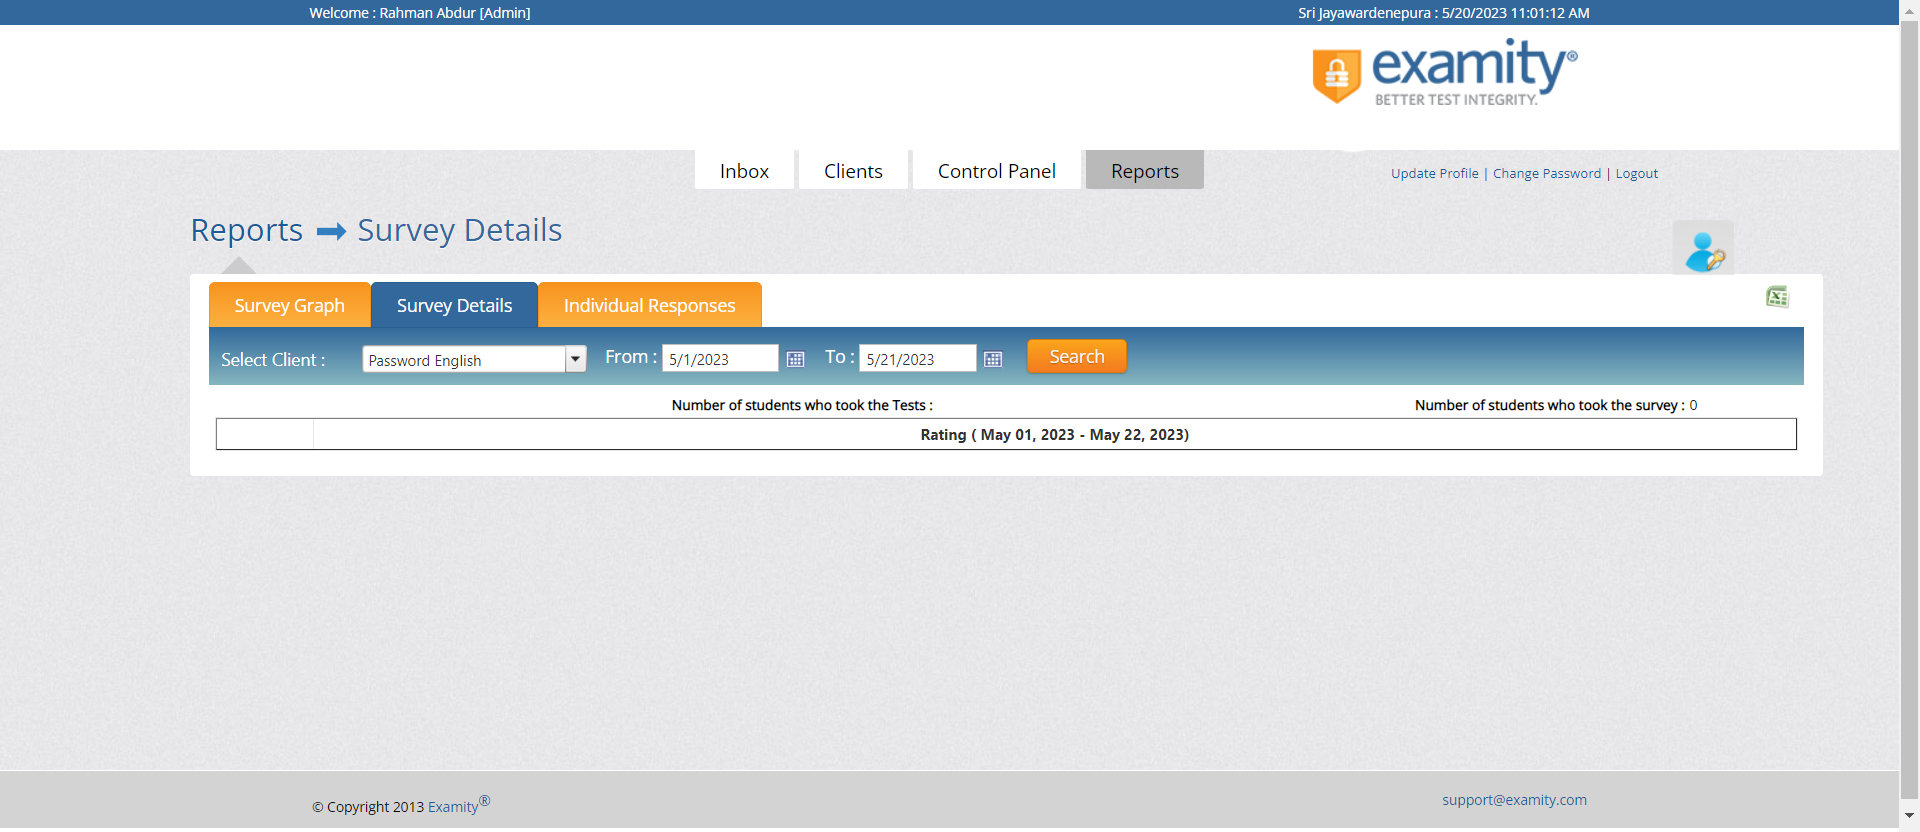 Welcome : Rahman Abdur [Admin]
Sri Jayawardenepura : 5/20/2023 11:01:12 AM
examity®
BETTER TEST INTEGRITY.
Inbox
Clients
Control Panel
Reports
Update Profile | Change Password | Logout
Reports
Survey Details
Survey Graph
Survey Details
Individual Responses
Select Client :
Password English
From :
5/1/2023
To :
5/21/2023
Search
Number of students who took the Tests :
Number of students who took the survey : 0
Rating ( May 01, 2023 - May 22, 2023)
© Copyright 2013 Examity®
support@examity.com